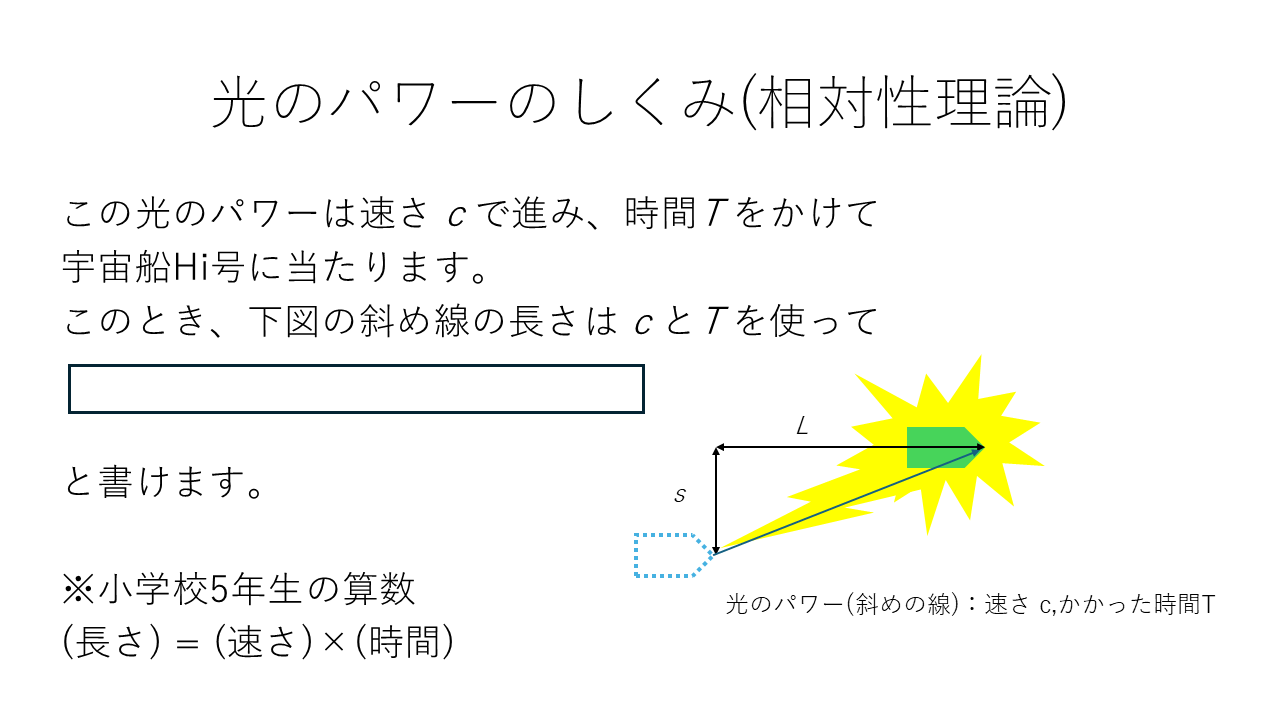 光のパワーのしくみ(相対性理論)
この光のパワーは速さ c で進み、時間Tをかけて
宇宙船Hi号に当たります。
このとき、下図の斜め線の長さは c とTを使って
と書けます。
L
s
※小学校5年生の算数
(長さ) = (速さ)×(時間)
光のパワー(斜めの線)：速さ c,かかった時間T